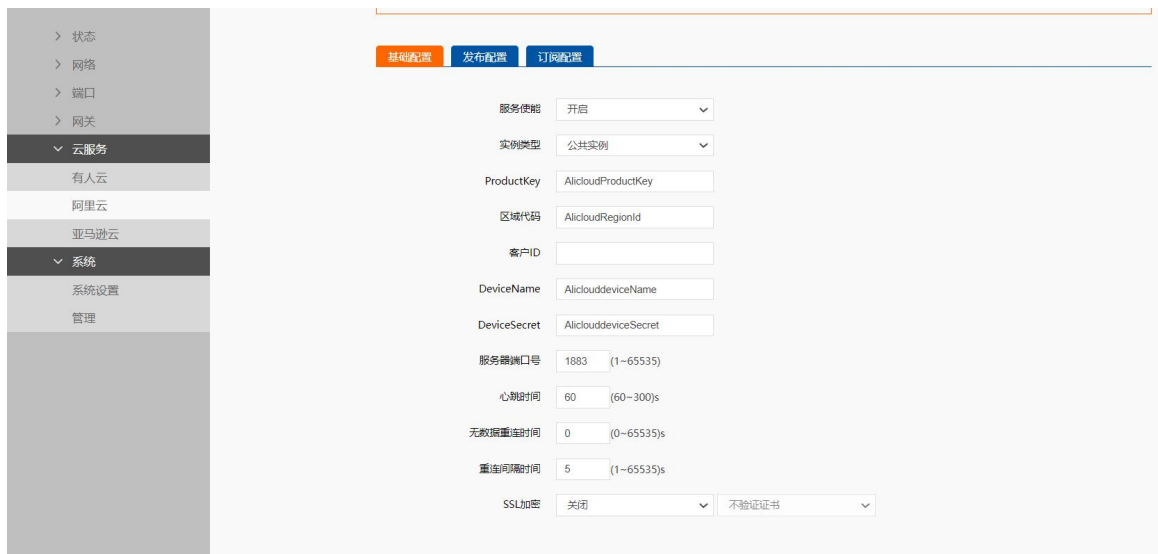 状态
网络
端口
网关
云服务
有人云
阿里云
亚马逊云
系统
系统设置
管理
基础配置 发布配置 订阅配置
服务使能 开启
实例类型 公共实例
ProductKey AlicloudProductKey
区域代码 AlicloudRegionId
客户ID
DeviceName AliclouddeviceName
DeviceSecret AliclouddeviceSecret
服务器端口号 1883 (1~65535)
心跳时间 60 (60~300)s
无数据重连时间 0 (0~65535)s
重连间隔时间 5 (1~65535)s
SSL加密 关闭 不验证证书